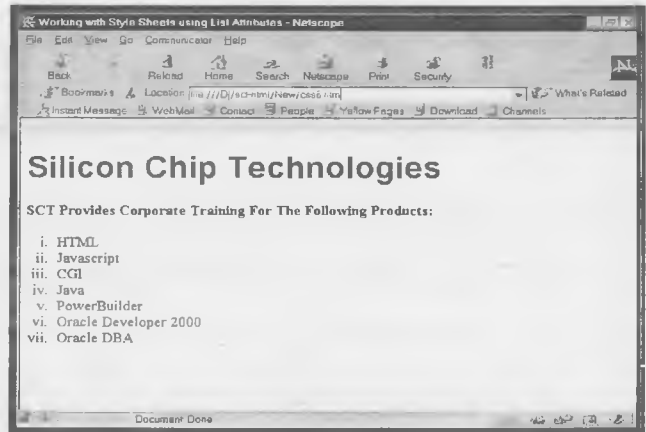 Working with Style Sheets using List Attributes - Netscape
File Edit View Go Communicator Help
Back Reload Home Search Netscape Print Security
Bookmarks Location: What's Related
Instant Message WebMail Contact People Yellow Pages Download Channels
Silicon Chip Technologies
SCT Provides Corporate Training For The Following Products:
i. HTML
ii. Javascript
iii. CGI
iv. Java
v. PowerBuilder
vi. Oracle Developer 2000
vii. Oracle DBA
Document Done